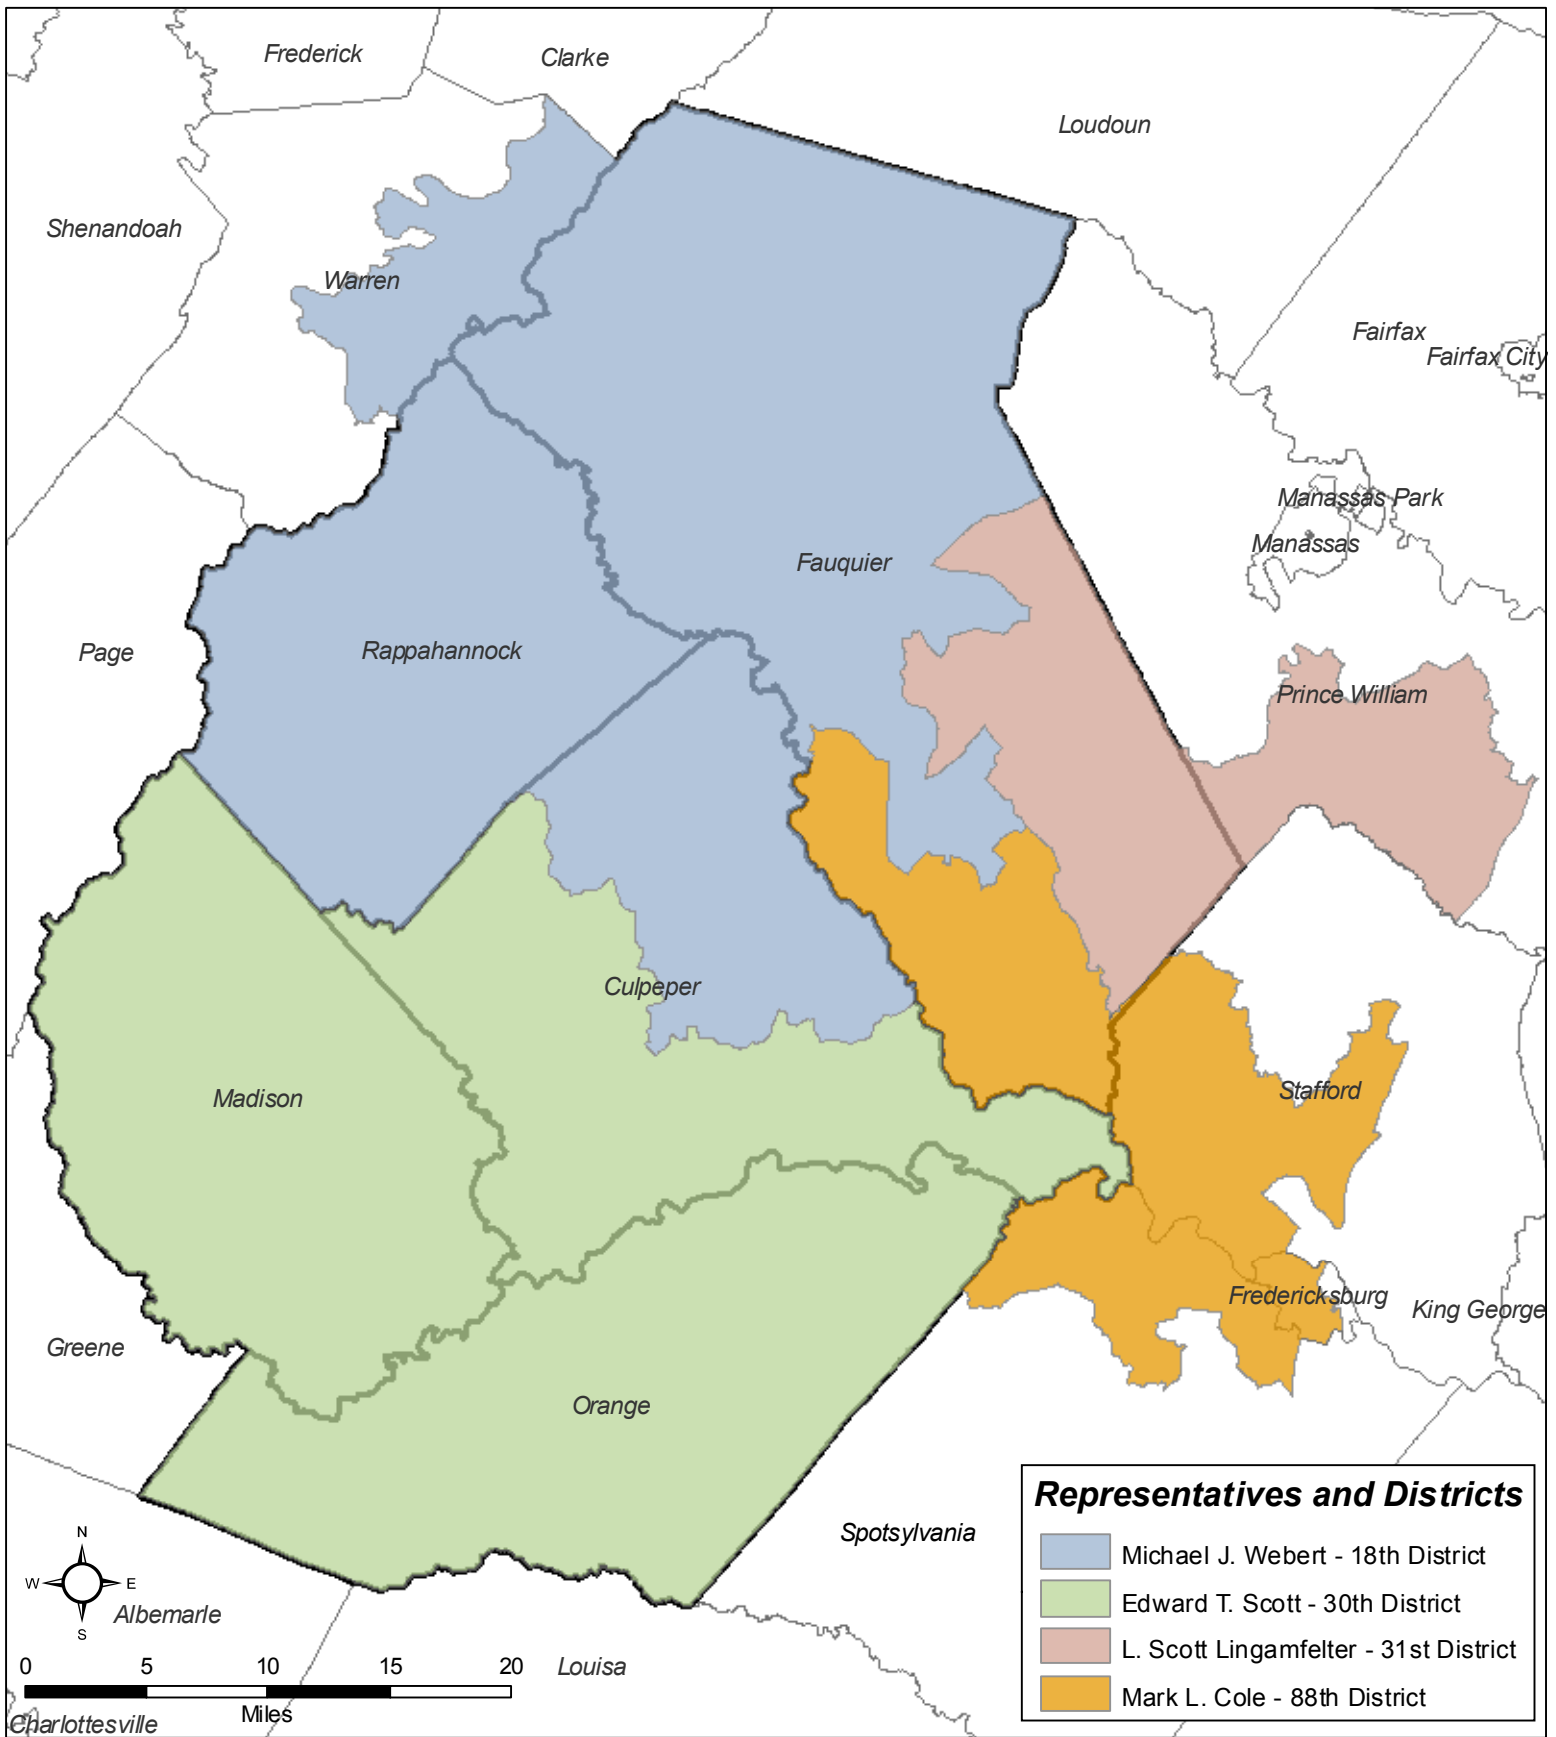 Frederick
Clarke
Loudoun
Shenandoah
Warren
Fairfax
Fairfax City
Manassas Park
Manassas
Fauquier
Rappahannock
Page
Prince William
Culpeper
Madison
Stafford
Fredericksburg
King George
Greene
Orange
Spotsylvania
Albemarle
Louisa
Charlottesville
N
W E
S
0 5 10 15 20
Miles
Representatives and Districts
Michael J. Webert - 18th District
Edward T. Scott - 30th District
L. Scott Lingamfelter - 31st District
Mark L. Cole - 88th District